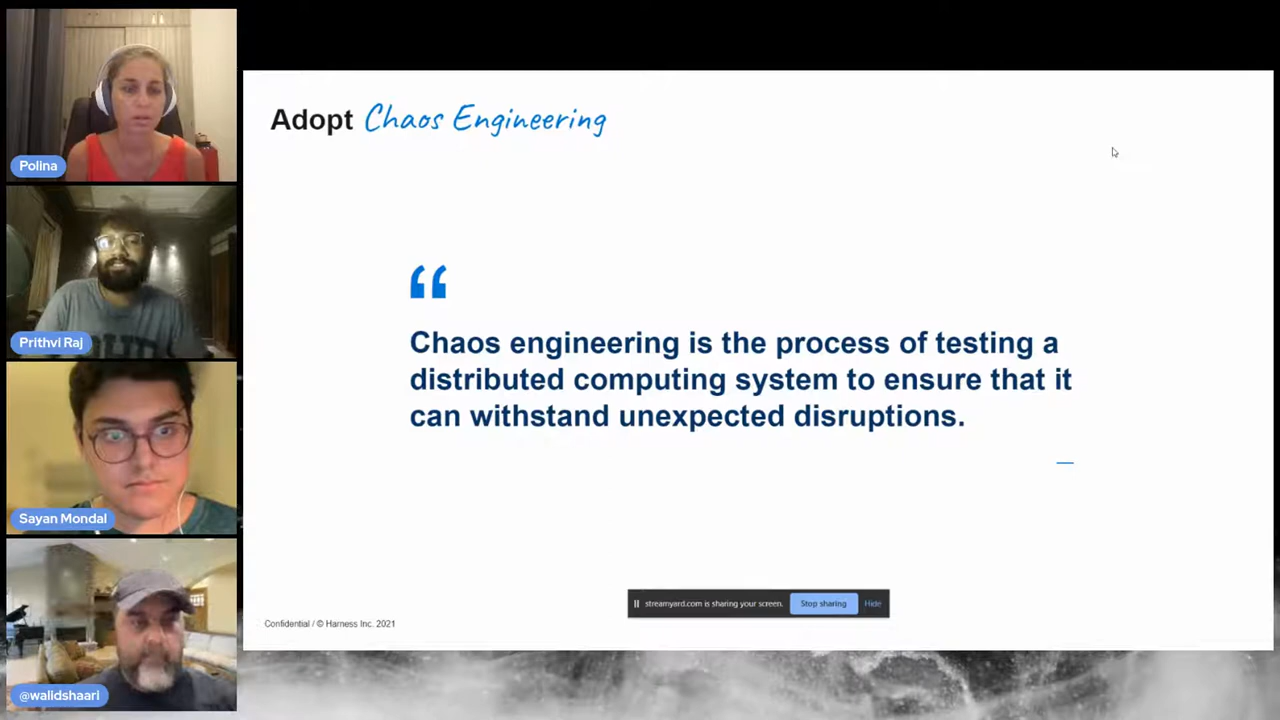 Polina
Prithvi Raj
Sayan Mondal
@walidshaari
Adopt Chaos Engineering
“
Chaos engineering is the process of testing a
distributed computing system to ensure that it
can withstand unexpected disruptions.
—
streamyard.com is sharing your screen. Stop sharing Hide
Confidential / © Harness Inc. 2021